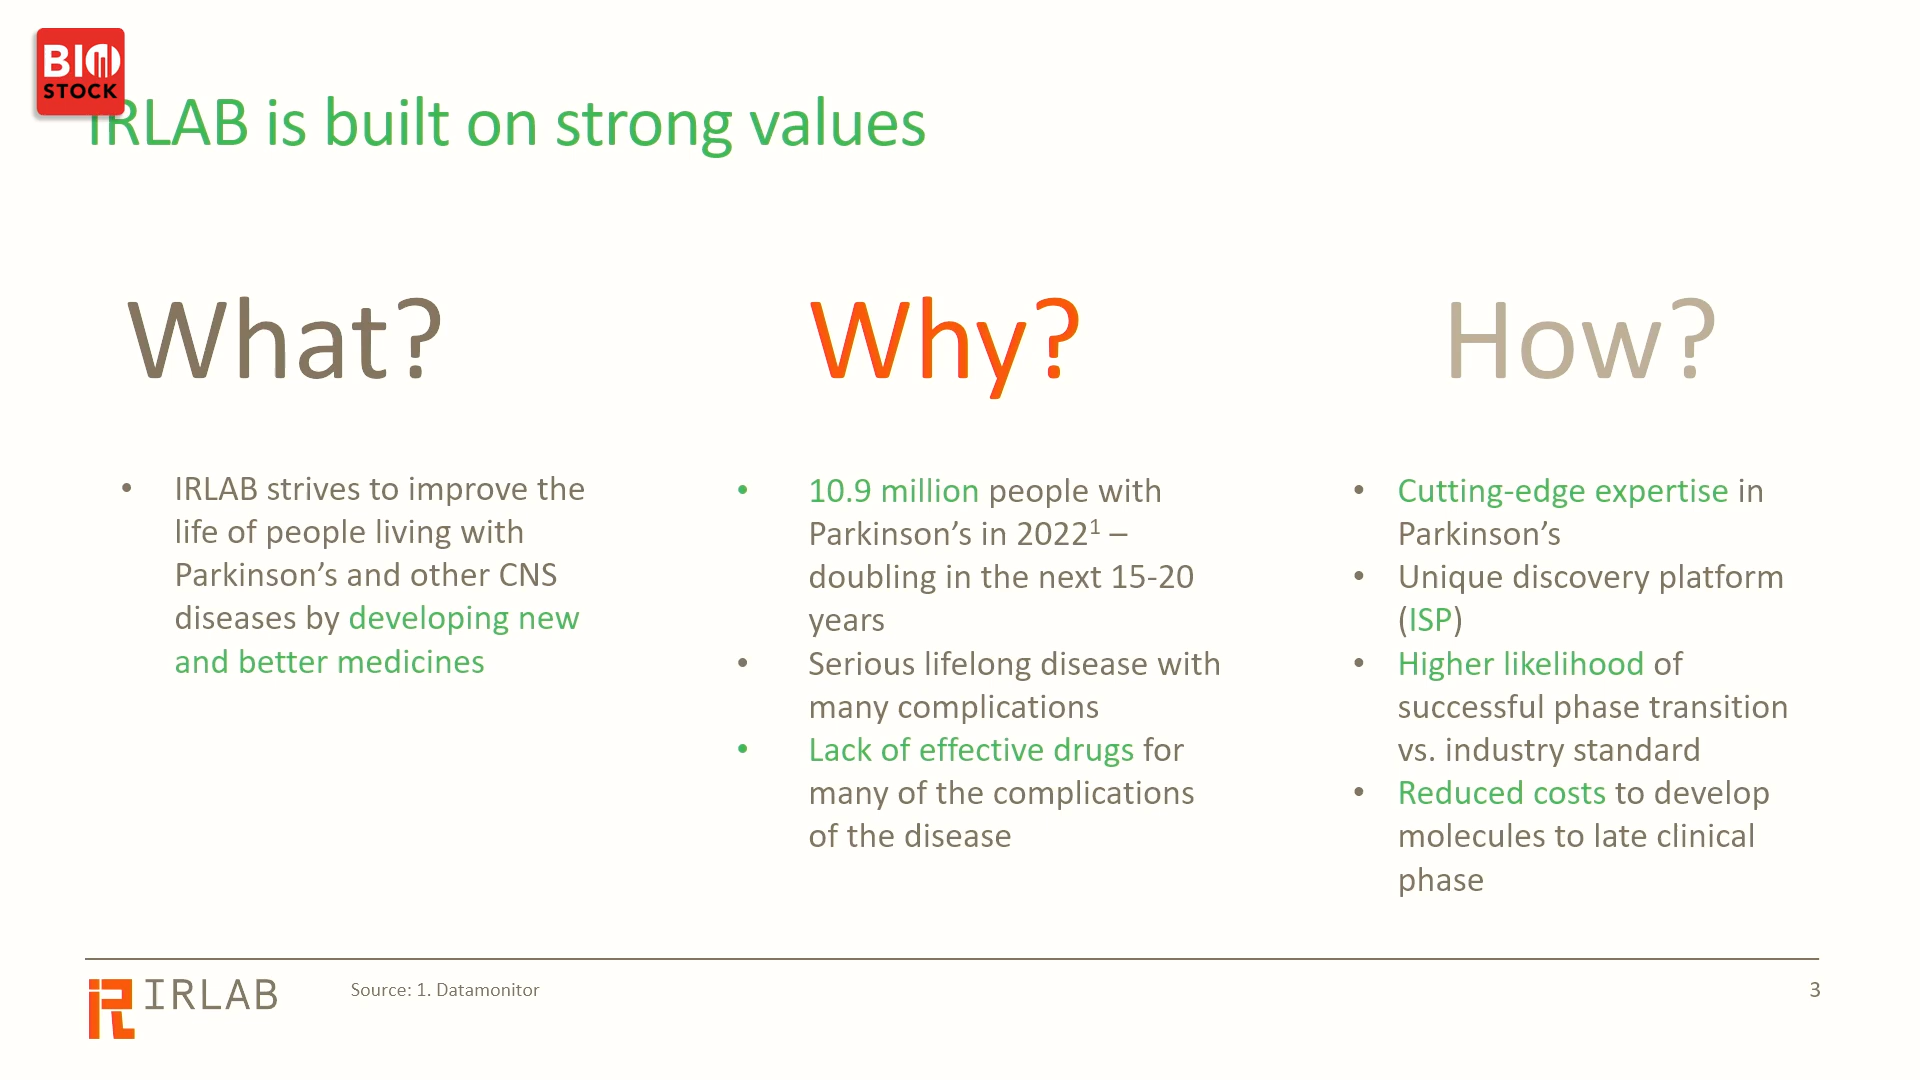 BIO
STOCK
IRLAB is built on strong values
What?
• IRLAB strives to improve the
life of people living with
Parkinson’s and other CNS
diseases by developing new
and better medicines
Why?
• 10.9 million people with
Parkinson’s in 2022¹ –
doubling in the next 15-20
years
• Serious lifelong disease with
many complications
• Lack of effective drugs for
many of the complications
of the disease
How?
• Cutting-edge expertise in
Parkinson’s
• Unique discovery platform
(ISP)
• Higher likelihood of
successful phase transition
vs. industry standard
• Reduced costs to develop
molecules to late clinical
phase
IRLAB
Source: 1. Datamonitor
3